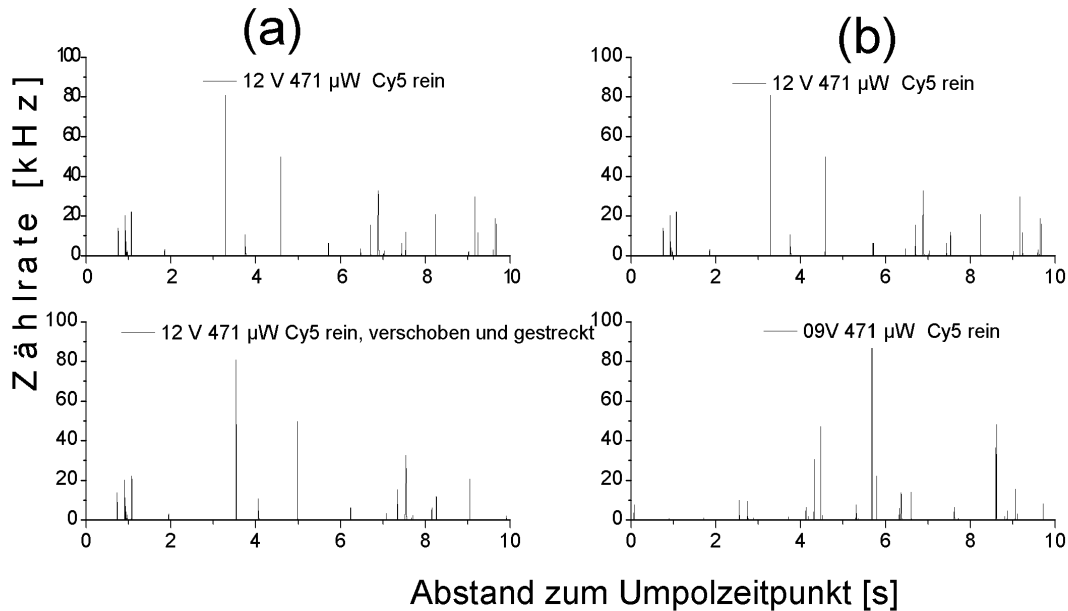 (a)
(b)
Zählrate [kHz]
100
80
60
40
20
0
12 V 471 µW Cy5 rein
0 2 4 6 8 10
100
80
60
40
20
0
12 V 471 µW Cy5 rein
0 2 4 6 8 10
100
80
60
40
20
0
12 V 471 µW Cy5 rein, verschoben und gestreckt
0 2 4 6 8 10
100
80
60
40
20
0
09V 471 µW Cy5 rein
0 2 4 6 8 10
Abstand zum Umpolzeitpunkt [s]